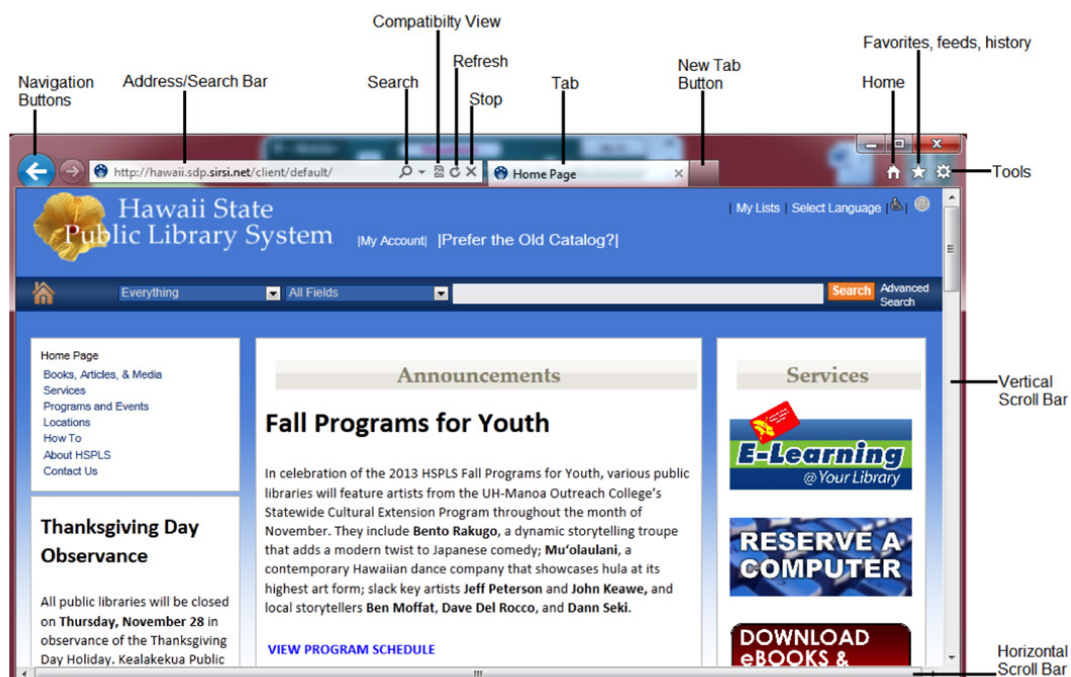 Compatibilty View
Favorites, feeds, history
Refresh
New Tab
Button
Navigation
Buttons
Address/Search Bar
Search
Stop
Tab
Home
Tools
http://hawaii.sdp.sirsi.net/client/default/
Home Page
Hawaii State
Public Library
System
|My Account| |Prefer the Old Catalog?|
| My Lists | Select Language | |
Everything
All Fields
Search
Advanced
Search
Home Page
Books, Articles, & Media
Services
Programs and Events
Locations
How To
About HSPLS
Contact Us
Thanksgiving Day
Observance
All public libraries will be closed
on Thursday, November 28 in
observance of the Thanksgiving
Day Holiday. Kealakekua Public
Announcements
Fall Programs for Youth
In celebration of the 2013 HSPLS Fall Programs for Youth, various public
libraries will feature artists from the UH-Manoa Outreach College's
Statewide Cultural Extension Program throughout the month of
November. They include Bento Rakugo, a dynamic storytelling troupe
that adds a modern twist to Japanese comedy; Mu‘olaulani, a
contemporary Hawaiian dance company that showcases hula at its
highest art form; slack key artists Jeff Peterson and John Keawe, and
local storytellers Ben Moffat, Dave Del Rocco, and Dann Seki.
VIEW PROGRAM SCHEDULE
Services
E-Learning
@ Your Library
RESERVE A
COMPUTER
DOWNLOAD
eBOOKS &
Vertical
Scroll Bar
Horizontal
Scroll Bar